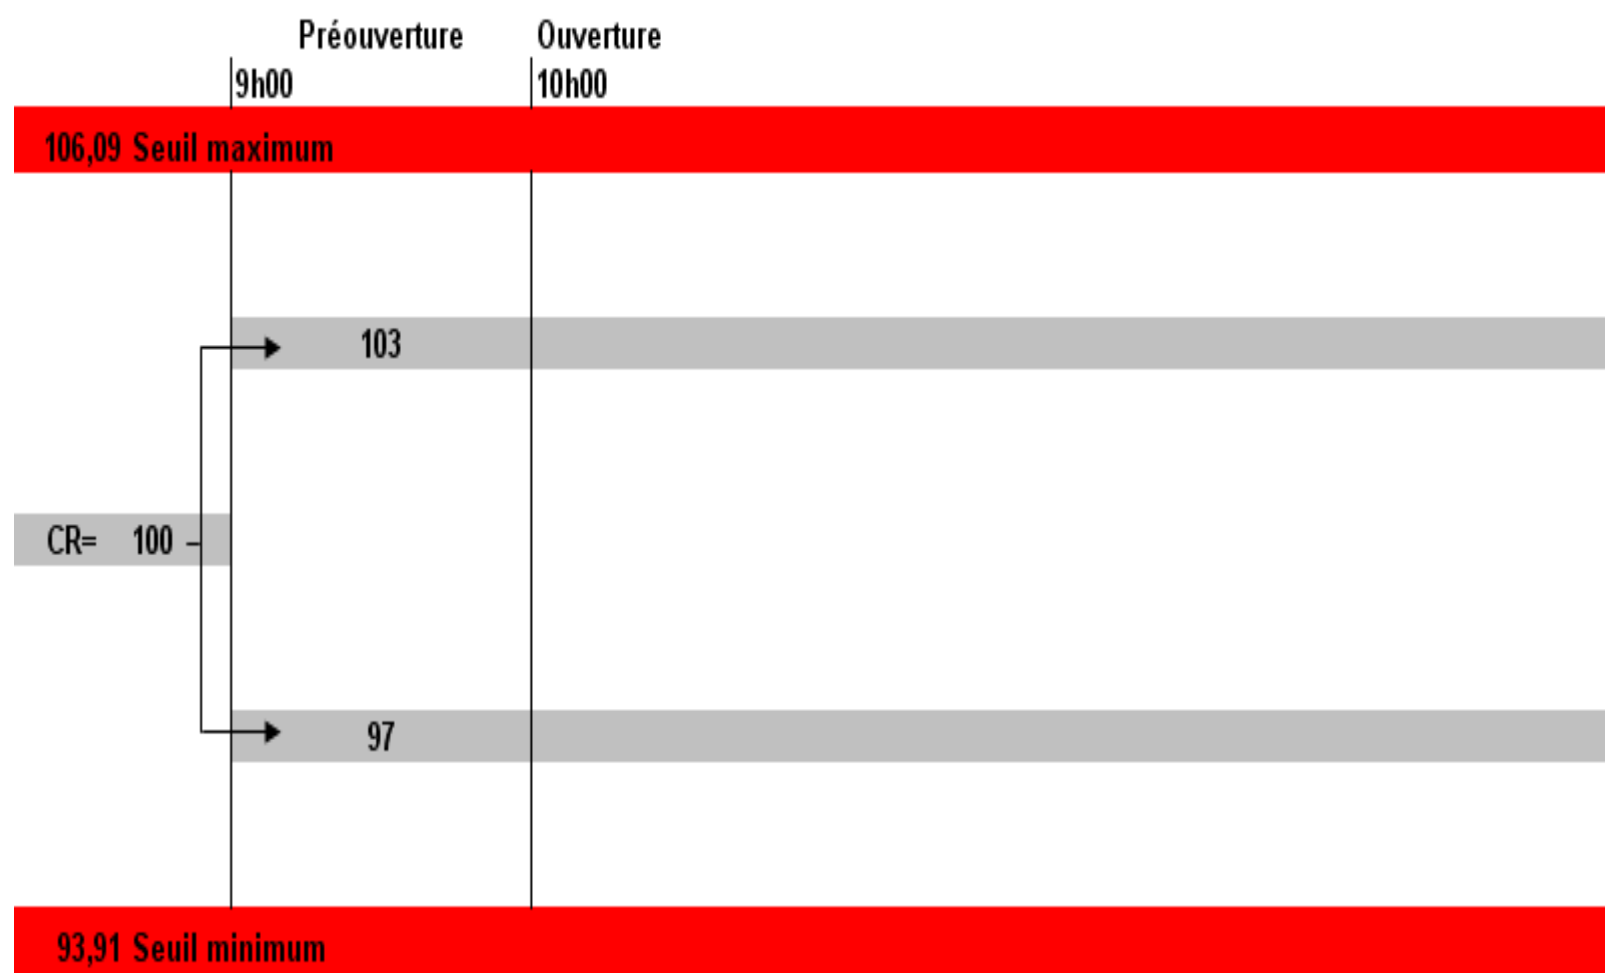 Préouverture Ouverture
9h00 10h00
106,09 Seuil maximum
103
CR= 100
97
93,91 Seuil minimum